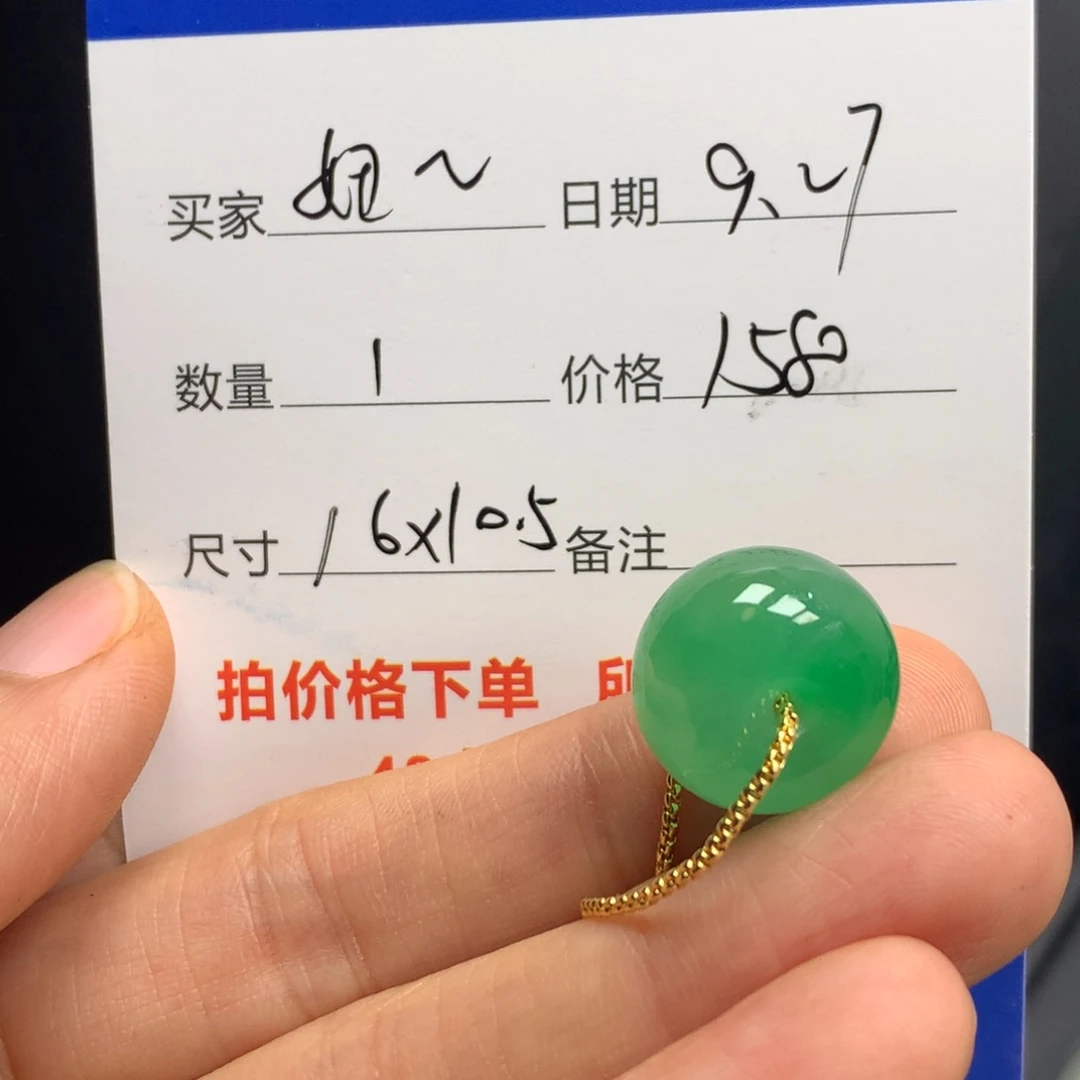 买家 妞~ 日期 9.27
数量 1 价格 158
尺寸 16x10.5 备注
拍价格下单